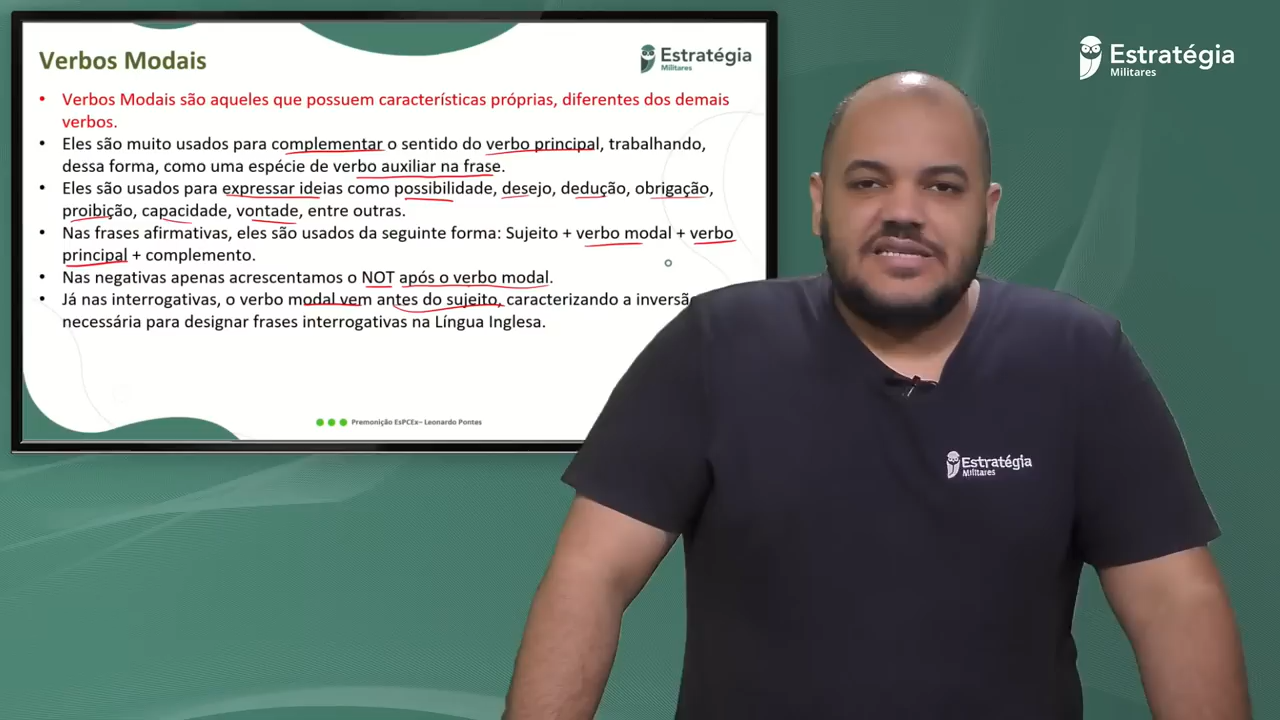 Verbos Modais
Estratégia
Militares
• Verbos Modais são aqueles que possuem características próprias, diferentes dos demais
verbos.
• Eles são muito usados para complementar o sentido do verbo principal, trabalhando,
dessa forma, como uma espécie de verbo auxiliar na frase.
• Eles são usados para expressar ideias como possibilidade, desejo, dedução, obrigação,
proibição, capacidade, vontade, entre outras.
• Nas frases afirmativas, eles são usados da seguinte forma: Sujeito + verbo modal + verbo
principal + complemento.
• Nas negativas apenas acrescentamos o NOT após o verbo modal.
• Já nas interrogativas, o verbo modal vem antes do sujeito, caracterizando a inversão
necessária para designar frases interrogativas na Língua Inglesa.
Premonição EsPCEx– Leonardo Pontes
Estratégia
Militares
Estratégia
Militares